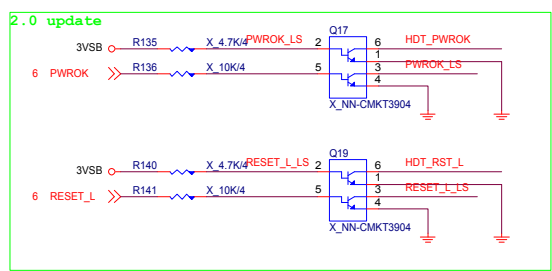 2.0 update
Q17
3VSB R135 X_4.7K/4 PWROK_LS 2 6 HDT_PWROK
1
6 PWROK R136 X_10K/4 5 3 PWROK_LS
4
X_NN-CMKT3904
Q19
3VSB R140 X_4.7K/4 RESET_L_LS 2 6 HDT_RST_L
1
6 RESET_L R141 X_10K/4 5 3 RESET_L_LS
4
X_NN-CMKT3904